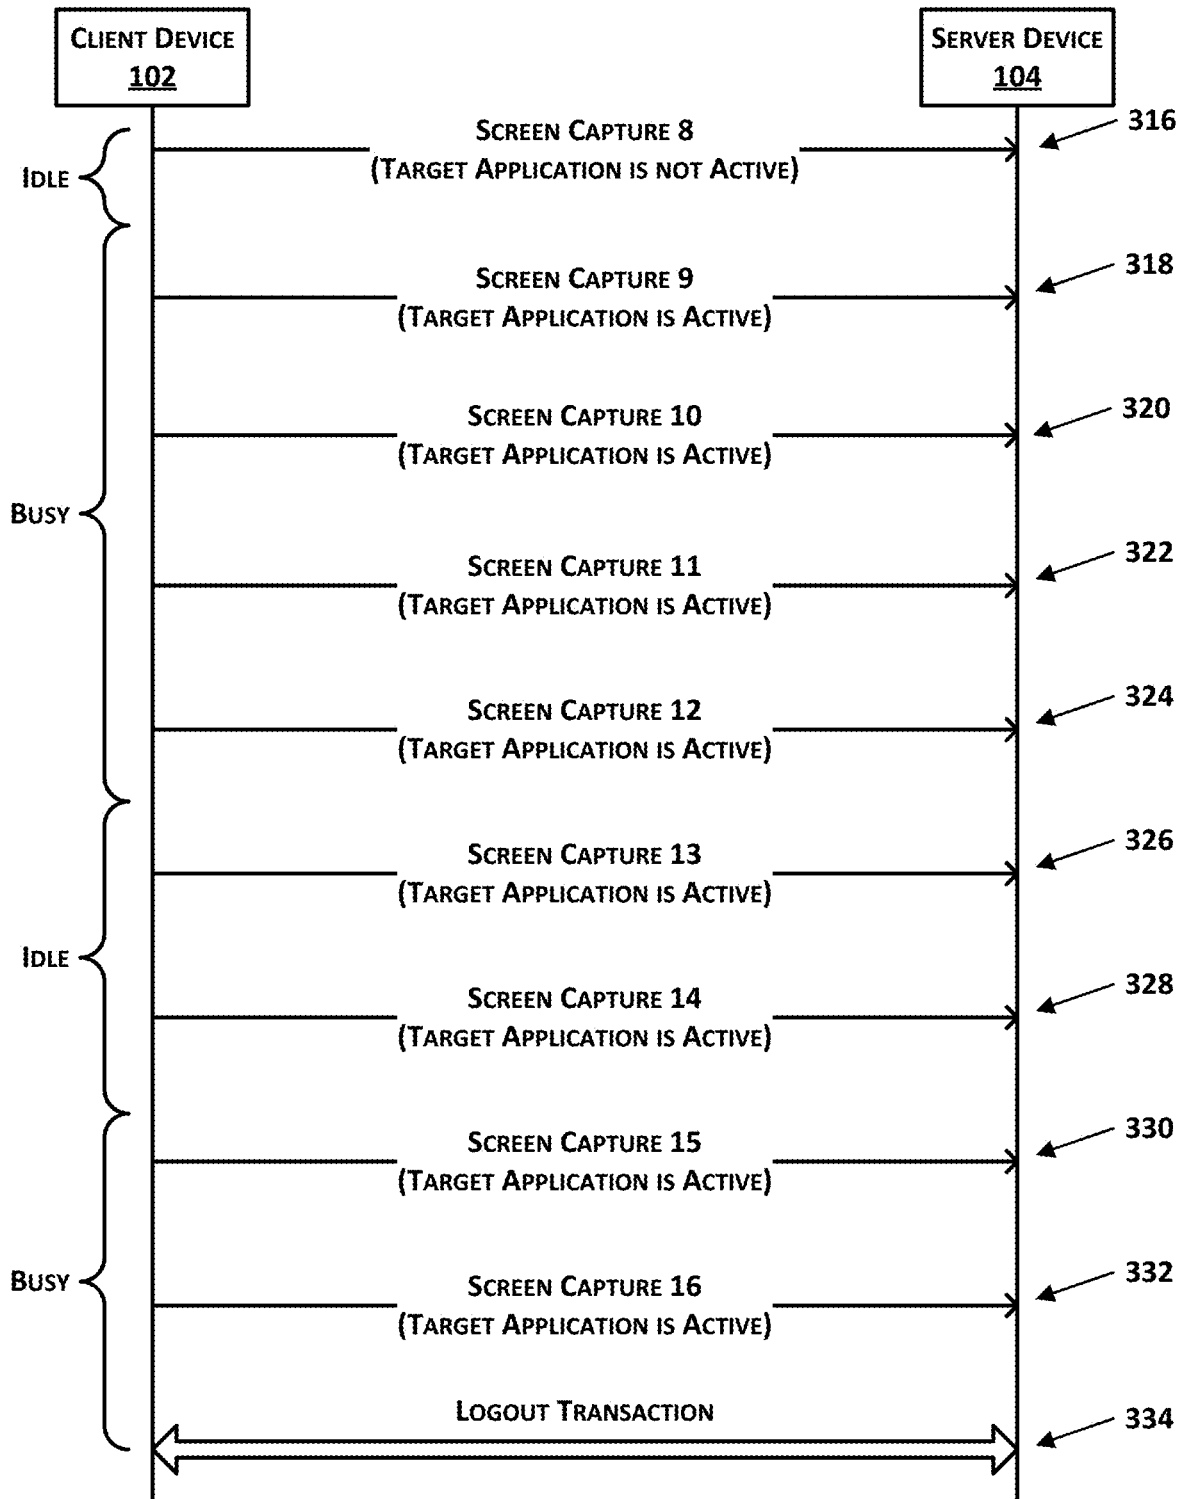 CLIENT DEVICE
102
SERVER DEVICE
104
SCREEN CAPTURE 8
(TARGET APPLICATION IS NOT ACTIVE)
316
IDLE
SCREEN CAPTURE 9
(TARGET APPLICATION IS ACTIVE)
318
SCREEN CAPTURE 10
(TARGET APPLICATION IS ACTIVE)
320
BUSY
SCREEN CAPTURE 11
(TARGET APPLICATION IS ACTIVE)
322
SCREEN CAPTURE 12
(TARGET APPLICATION IS ACTIVE)
324
SCREEN CAPTURE 13
(TARGET APPLICATION IS ACTIVE)
326
IDLE
SCREEN CAPTURE 14
(TARGET APPLICATION IS ACTIVE)
328
SCREEN CAPTURE 15
(TARGET APPLICATION IS ACTIVE)
330
BUSY
SCREEN CAPTURE 16
(TARGET APPLICATION IS ACTIVE)
332
LOGOUT TRANSACTION
334